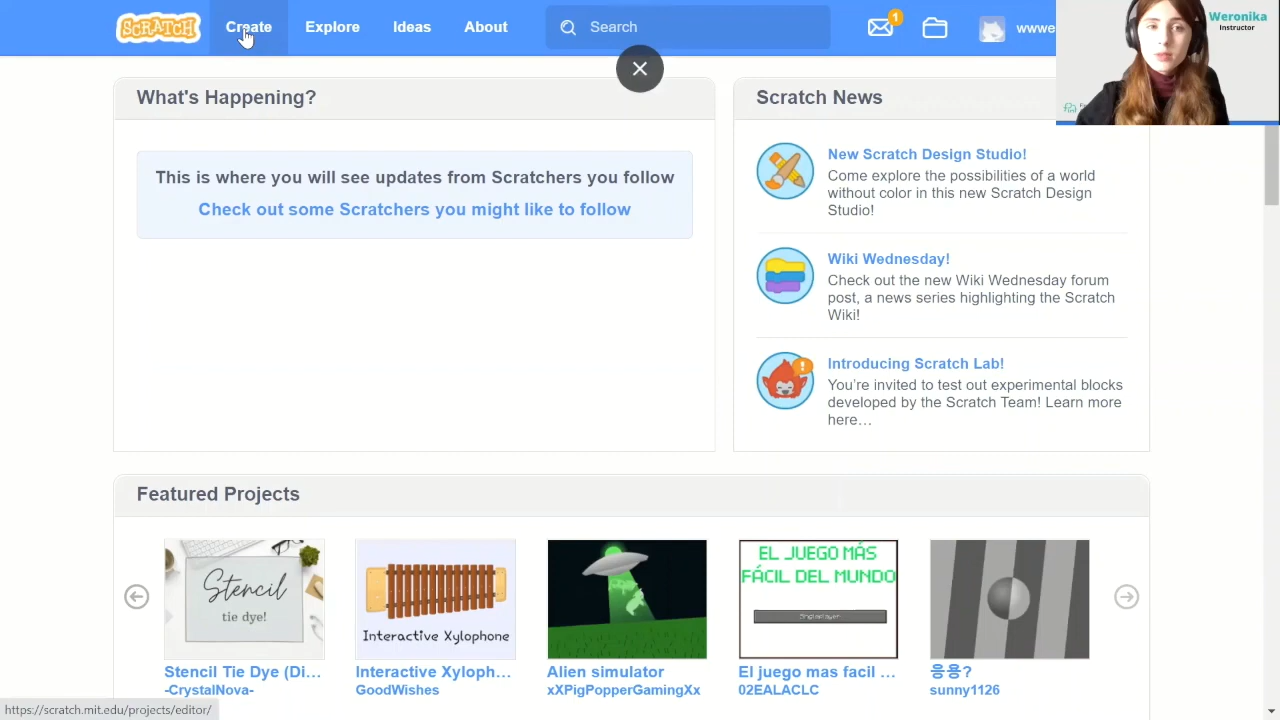 SCRATCH
Create
Explore
Ideas
About
Search
1
wwwe
Weronika
Instructor
What's Happening?
This is where you will see updates from Scratchers you follow
Check out some Scratchers you might like to follow
Scratch News
New Scratch Design Studio!
Come explore the possibilities of a world
without color in this new Scratch Design
Studio!
Wiki Wednesday!
Check out the new Wiki Wednesday forum
post, a news series highlighting the Scratch
Wiki!
Introducing Scratch Lab!
You're invited to test out experimental blocks
developed by the Scratch Team! Learn more
here…
Featured Projects
Stencil
tie dye!
Interactive Xylophone
EL JUEGO MÁS
FÁCIL DEL MUNDO
Singleplayer
Stencil Tie Dye (Di…
-CrystalNova-
Interactive Xyloph…
GoodWishes
Alien simulator
xXPigPopperGamingXx
El juego mas facil …
02EALACLC
응용?
sunny1126
https://scratch.mit.edu/projects/editor/